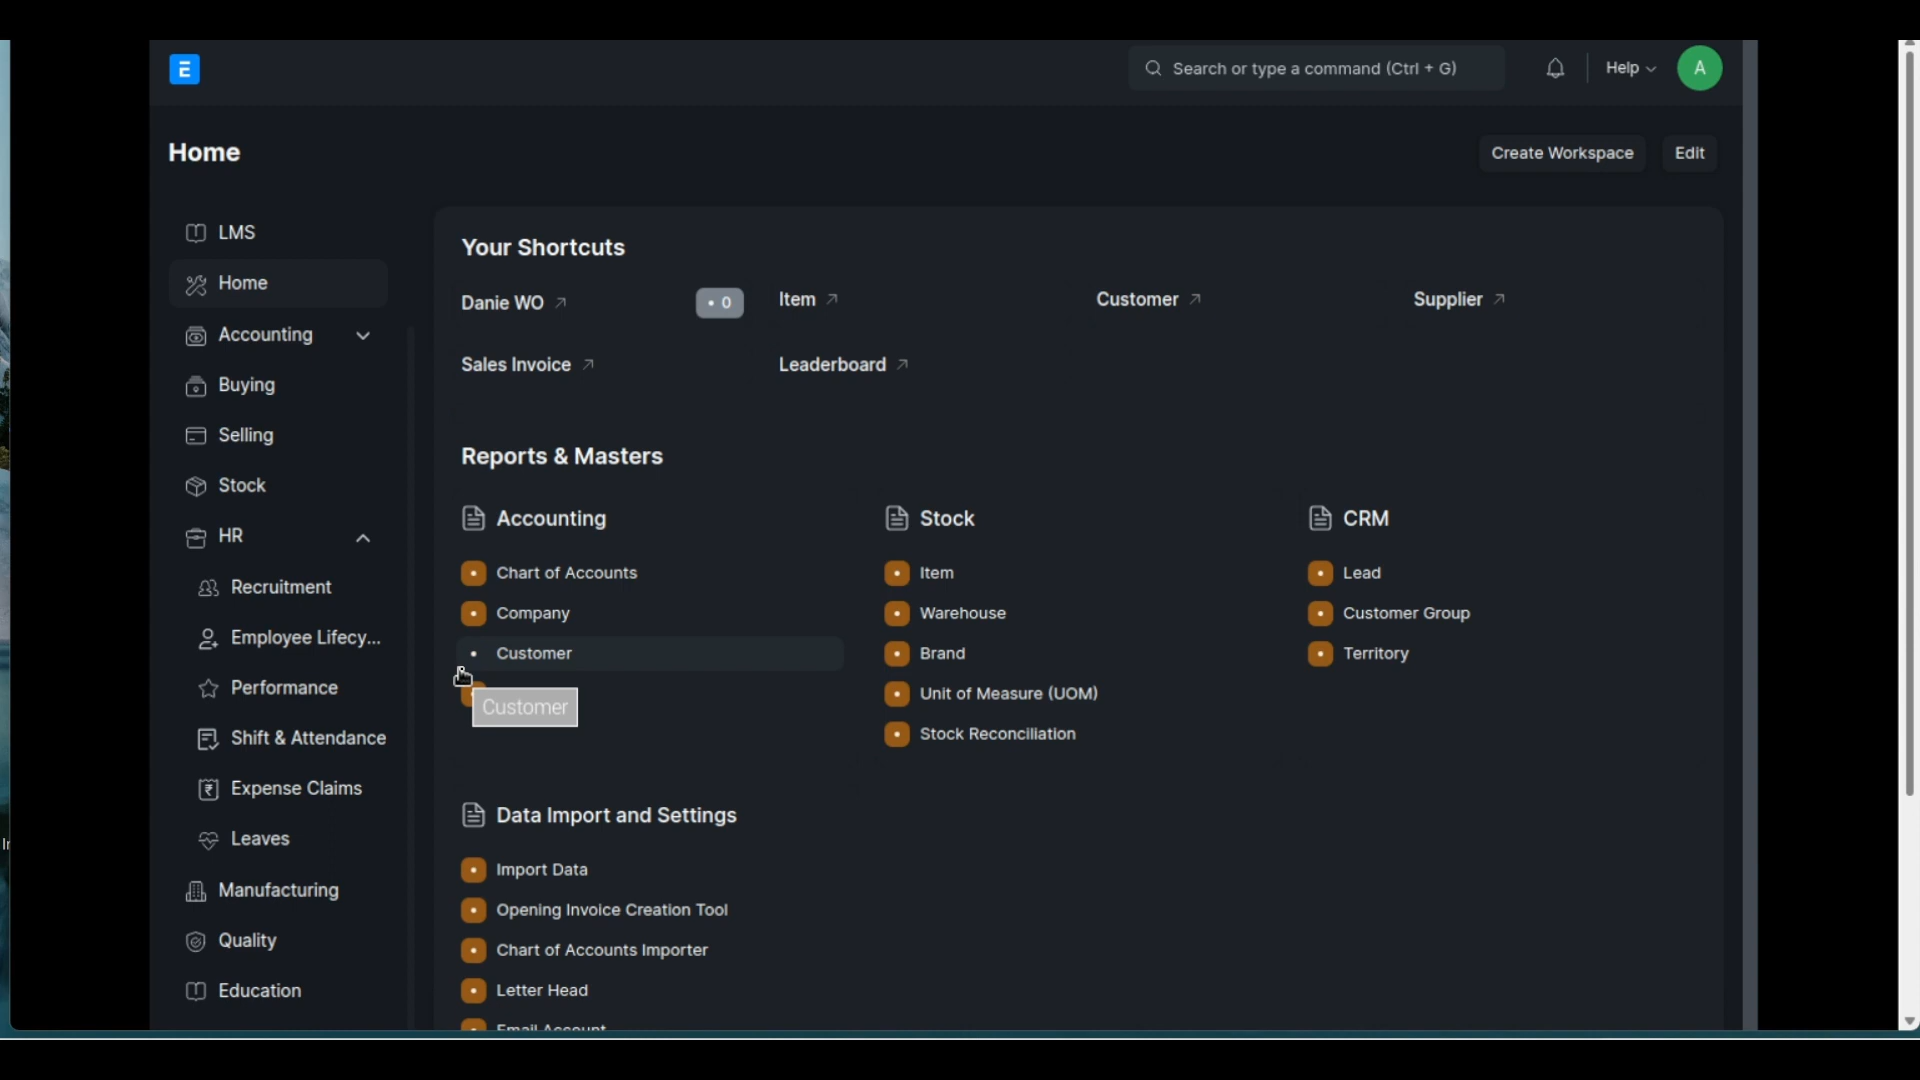 E
Search or type a command (Ctrl + G)
Help
A
Home
Create Workspace
Edit
LMS
Home
Accounting
Buying
Selling
Stock
HR
Recruitment
Employee Lifecy...
Performance
Shift & Attendance
Expense Claims
Leaves
Manufacturing
Quality
Education
Your Shortcuts
Danie WO
• 0
Item
Customer
Supplier
Sales Invoice
Leaderboard
Reports & Masters
Accounting
Chart of Accounts
Company
Customer
Customer
Stock
Item
Warehouse
Brand
Unit of Measure (UOM)
Stock Reconciliation
CRM
Lead
Customer Group
Territory
Data Import and Settings
Import Data
Opening Invoice Creation Tool
Chart of Accounts Importer
Letter Head
Email Account